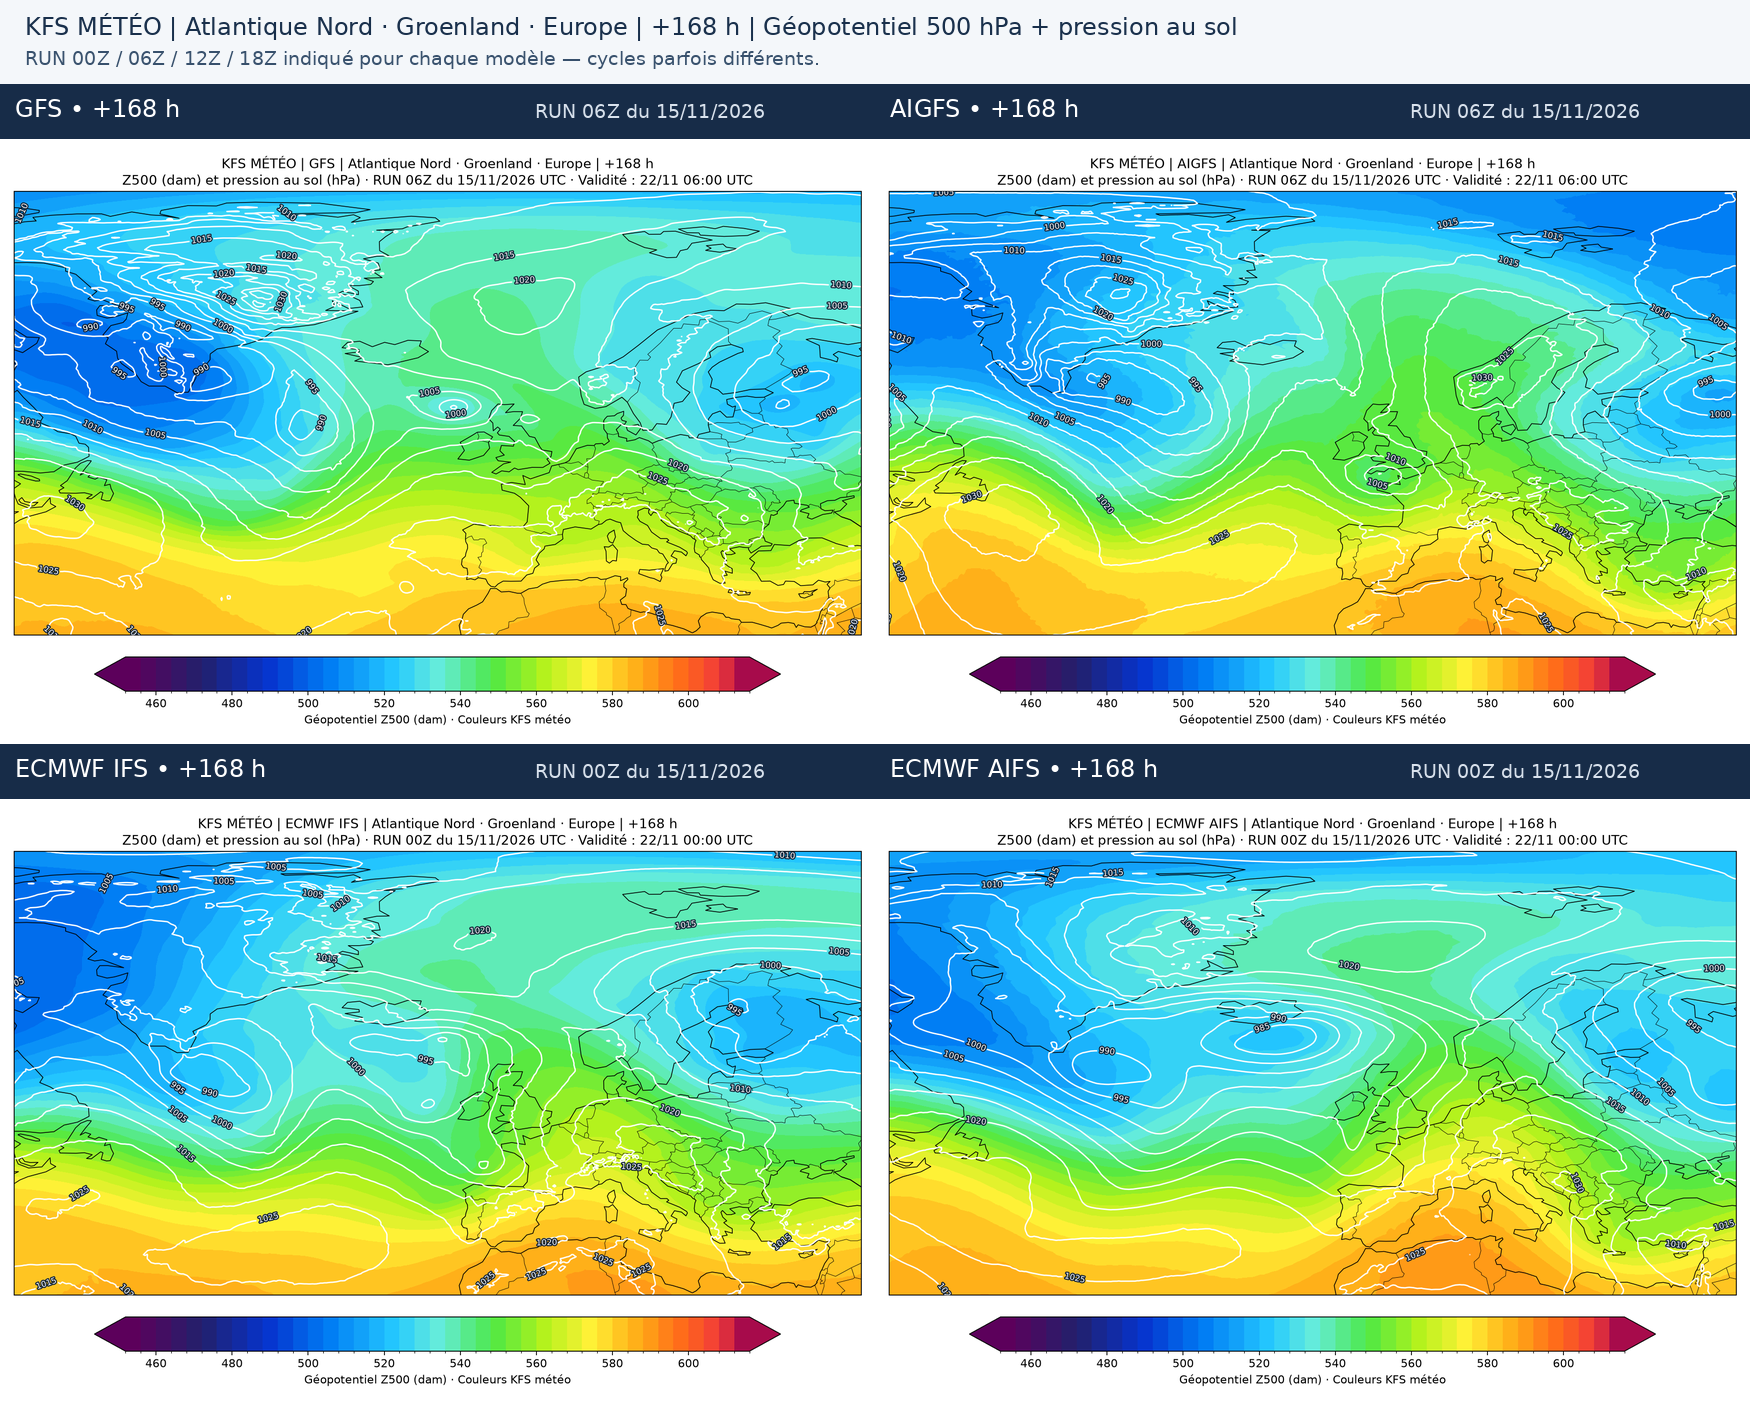 KFS MÉTÉO | Atlantique Nord · Groenland · Europe | +168 h | Géopotentiel 500 hPa + pression au sol
RUN 00Z / 06Z / 12Z / 18Z indiqué pour chaque modèle — cycles parfois différents.
GFS • +168 h
RUN 06Z du 15/11/2026
AIGFS • +168 h
RUN 06Z du 15/11/2026
KFS MÉTÉO | GFS | Atlantique Nord · Groenland · Europe | +168 h
Z500 (dam) et pression au sol (hPa) · RUN 06Z du 15/11/2026 UTC · Validité : 22/11 06:00 UTC
KFS MÉTÉO | AIGFS | Atlantique Nord · Groenland · Europe | +168 h
Z500 (dam) et pression au sol (hPa) · RUN 06Z du 15/11/2026 UTC · Validité : 22/11 06:00 UTC
460 480 500 520 540 560 580 600
Géopotentiel Z500 (dam) · Couleurs KFS météo
460 480 500 520 540 560 580 600
Géopotentiel Z500 (dam) · Couleurs KFS météo
ECMWF IFS • +168 h
RUN 00Z du 15/11/2026
ECMWF AIFS • +168 h
RUN 00Z du 15/11/2026
KFS MÉTÉO | ECMWF IFS | Atlantique Nord · Groenland · Europe | +168 h
Z500 (dam) et pression au sol (hPa) · RUN 00Z du 15/11/2026 UTC · Validité : 22/11 00:00 UTC
KFS MÉTÉO | ECMWF AIFS | Atlantique Nord · Groenland · Europe | +168 h
Z500 (dam) et pression au sol (hPa) · RUN 00Z du 15/11/2026 UTC · Validité : 22/11 00:00 UTC
460 480 500 520 540 560 580 600
Géopotentiel Z500 (dam) · Couleurs KFS météo
460 480 500 520 540 560 580 600
Géopotentiel Z500 (dam) · Couleurs KFS météo